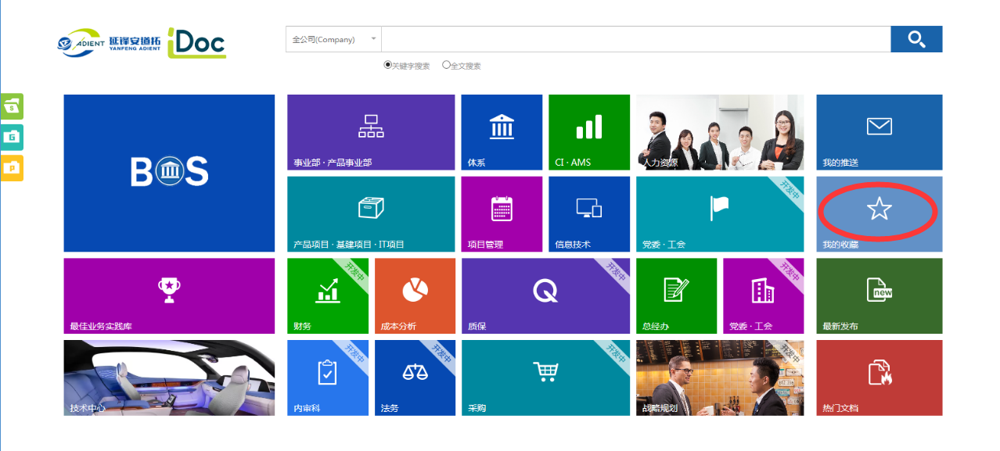 ADIENT 延锋安道拓
YANFENG ADIENT
iDoc
全公司(Company)
关键字搜索 全文搜索
S
G
P
BOS
事业部 · 产品事业部
体系
CI · AMS
人力资源
我的推送
产品项目 · 基建项目 · IT项目
项目管理
信息技术
开发中
党委 · 工会
我的收藏
最佳业务实践库
开发中
财务
成本分析
开发中
Q
质保
总经办
开发中
党委 · 工会
new
最新发布
技术中心
开发中
内审科
开发中
法务
开发中
采购
开发中
战略规划
热门文档